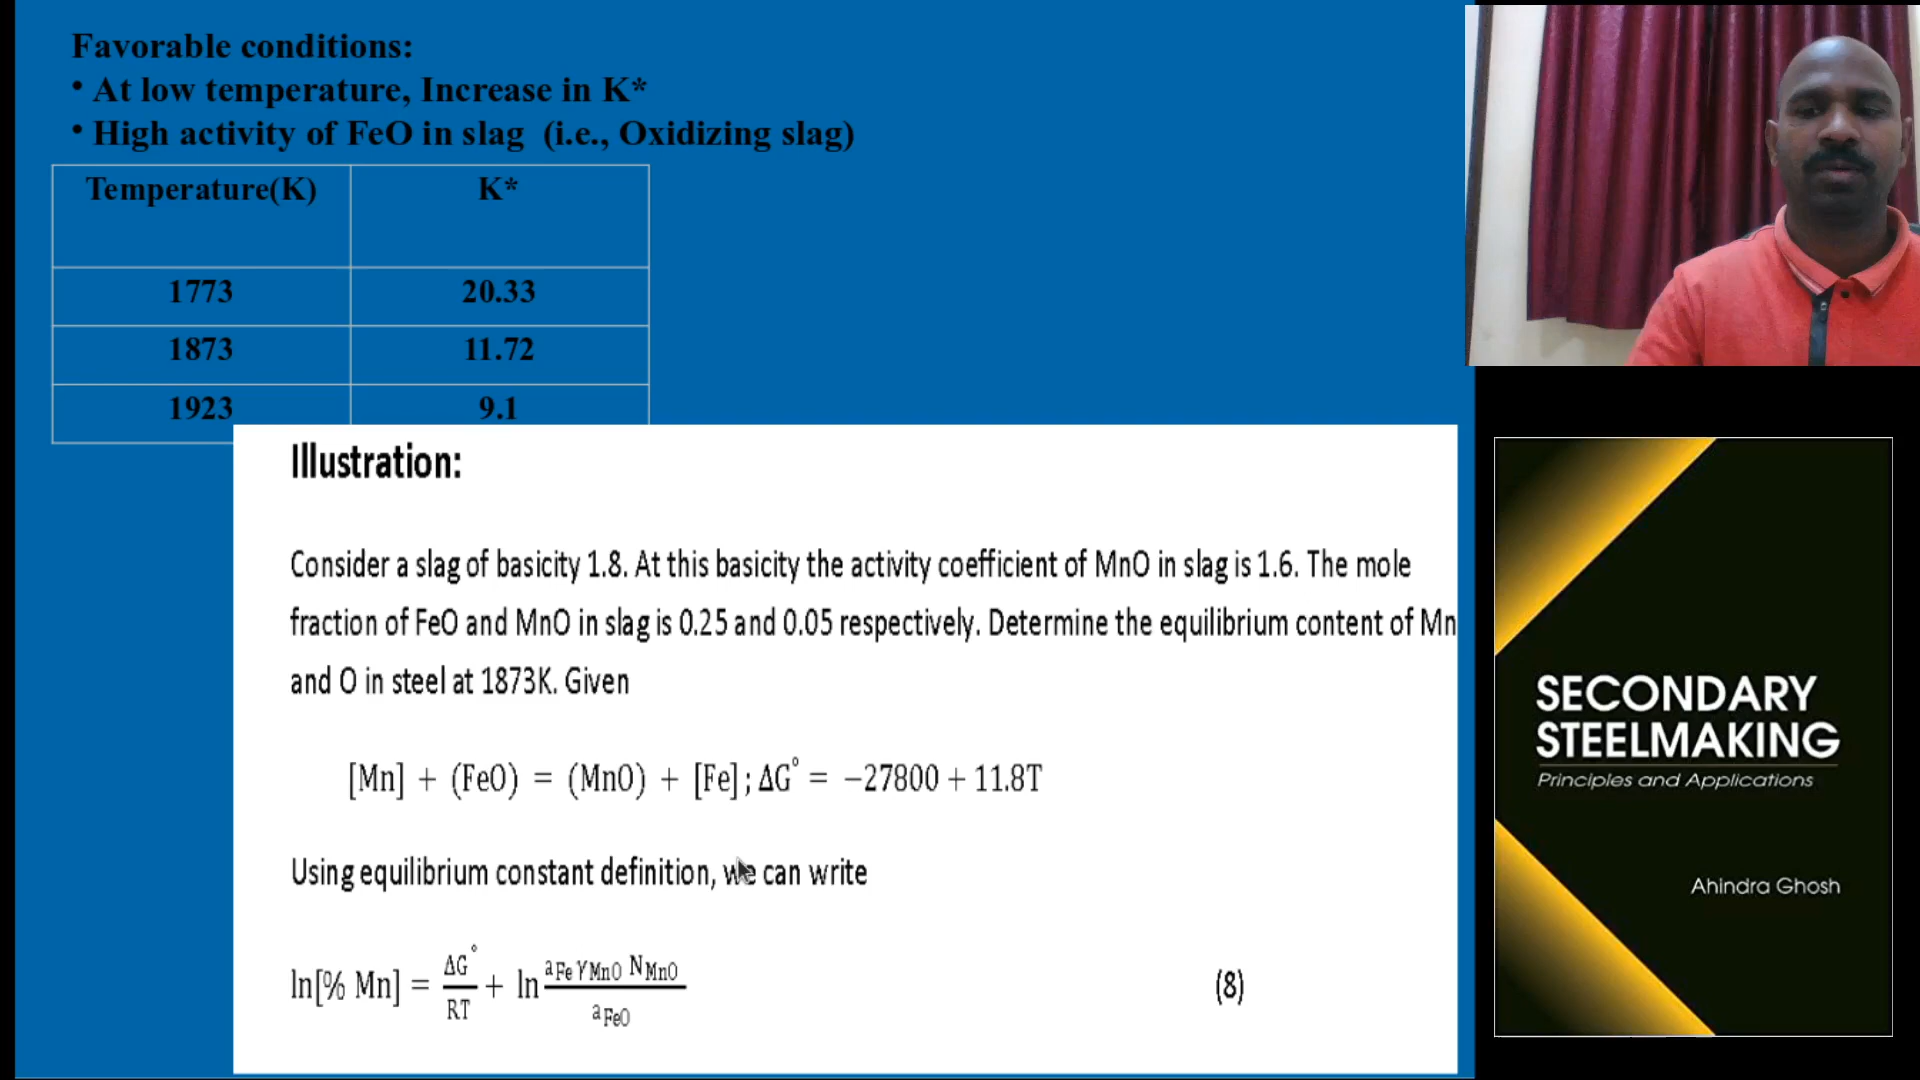 Favorable conditions:
• At low temperature, Increase in K*
• High activity of FeO in slag (i.e., Oxidizing slag)
Temperature(K) K*
1773 20.33
1873 11.72
1923 9.1
Illustration:
Consider a slag of basicity 1.8. At this basicity the activity coefficient of MnO in slag is 1.6. The mole
fraction of FeO and MnO in slag is 0.25 and 0.05 respectively. Determine the equilibrium content of Mn
and O in steel at 1873K. Given
[Mn] + (FeO) = (MnO) + [Fe] ; ΔG° = −27800 + 11.8T
Using equilibrium constant definition, we can write
ln[% Mn] = ΔG°/RT + ln (a_Fe γ_MnO N_MnO)/(a_FeO) (8)
SECONDARY
STEELMAKING
Principles and Applications
Ahindra Ghosh